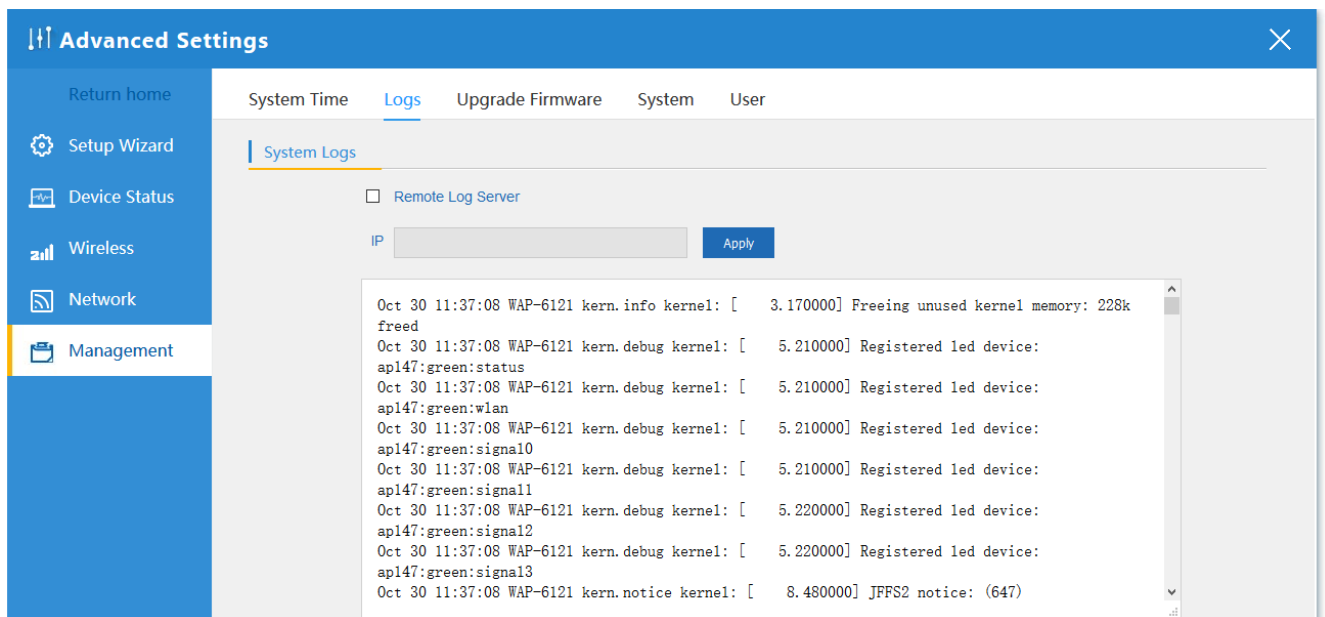 Advanced Settings
Return home
Setup Wizard
Device Status
Wireless
Network
Management
System Time Logs Upgrade Firmware System User
System Logs
Remote Log Server
IP Apply
Oct 30 11:37:08 WAP-6121 kern.info kernel: [    3.170000] Freeing unused kernel memory: 228k
freed
Oct 30 11:37:08 WAP-6121 kern.debug kernel: [    5.210000] Registered led device:
ap147:green:status
Oct 30 11:37:08 WAP-6121 kern.debug kernel: [    5.210000] Registered led device:
ap147:green:wlan
Oct 30 11:37:08 WAP-6121 kern.debug kernel: [    5.210000] Registered led device:
ap147:green:signal0
Oct 30 11:37:08 WAP-6121 kern.debug kernel: [    5.210000] Registered led device:
ap147:green:signal1
Oct 30 11:37:08 WAP-6121 kern.debug kernel: [    5.220000] Registered led device:
ap147:green:signal2
Oct 30 11:37:08 WAP-6121 kern.debug kernel: [    5.220000] Registered led device:
ap147:green:signal3
Oct 30 11:37:08 WAP-6121 kern.notice kernel: [    8.480000] JFFS2 notice: (647)